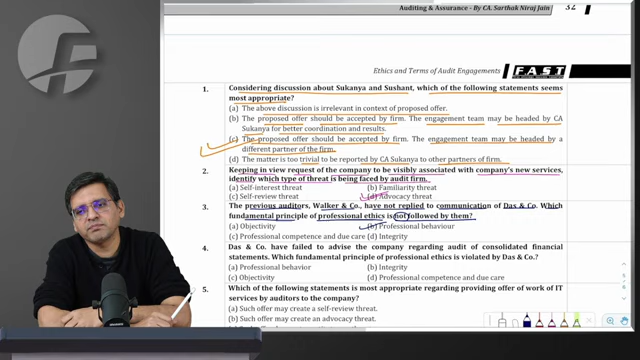 Auditing & Assurance - By CA. Sarthak Niraj Jain
Ethics and Terms of Audit Engagements
F.A.S.T
1. Considering discussion about Sukanya and Sushant, which of the following statements seems
most appropriate?
(a) The above discussion is irrelevant in context of proposed offer.
(b) The proposed offer should be accepted by firm. The engagement team may be headed by CA
Sukanya for better coordination and results.
(c) The proposed offer should be accepted by firm. The engagement team may be headed by a
different partner of the firm.
(d) The matter is too trivial to be reported by CA Sukanya to other partners of firm.
2. Keeping in view request of the company to be visibly associated with company's new services,
identify which type of threat is being faced by audit firm.
(a) Self-interest threat (b) Familiarity threat
(c) Self-review threat (d) Advocacy threat
3. The previous auditors, Walker & Co., have not replied to communication of Das & Co. Which
fundamental principle of professional ethics is not followed by them?
(a) Objectivity (b) Professional behaviour
(c) Professional competence and due care (d) Integrity
4. Das & Co. have failed to advise the company regarding audit of consolidated financial
statements. Which fundamental principle of professional ethics is violated by Das & Co.?
(a) Professional behavior (b) Integrity
(c) Objectivity (d) Professional competence and due care
5. Which of the following statements is most appropriate regarding providing offer of work of IT
services by auditors to the company?
(a) Such offer may create a self-review threat.
(b) Such offer may create an advocacy threat.